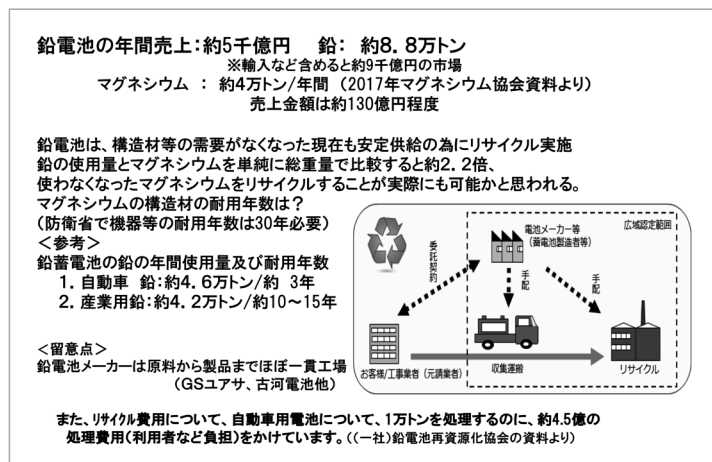 鉛電池の年間売上：約5千億円　鉛：　約8．8万トン
※輸入など含めると約9千億円の市場
マグネシウム　：　約4万トン/年間　（2017年マグネシウム協会資料より）
売上金額は約130億円程度
鉛電池は、構造材等の需要がなくなった現在も安定供給の為にリサイクル実施
鉛の使用量とマグネシウムを単純に総重量で比較すると約2．2倍、
使わなくなったマグネシウムをリサイクルすることが実際にも可能かと思われる。
マグネシウムの構造材の耐用年数は？
（防衛省で機器等の耐用年数は30年必要）
＜参考＞
鉛蓄電池の鉛の年間使用量及び耐用年数
１．自動車　鉛：約4．6万トン/約　3年
２．産業用鉛：約4．2万トン/約10～15年
＜留意点＞
鉛電池メーカーは原料から製品までほぼ一貫工場
（GSユアサ、古河電池他）
広域認定範囲
電池メーカー等
（蓄電池製造者等）
委託契約
手配
手配
お客様/工事業者（元請業者）
収集運搬
リサイクル
また、リサイクル費用について、自動車用電池について、1万トンを処理するのに、約4.5億の
処理費用（利用者など負担）をかけています。（（一社）鉛電池再資源化協会の資料より）